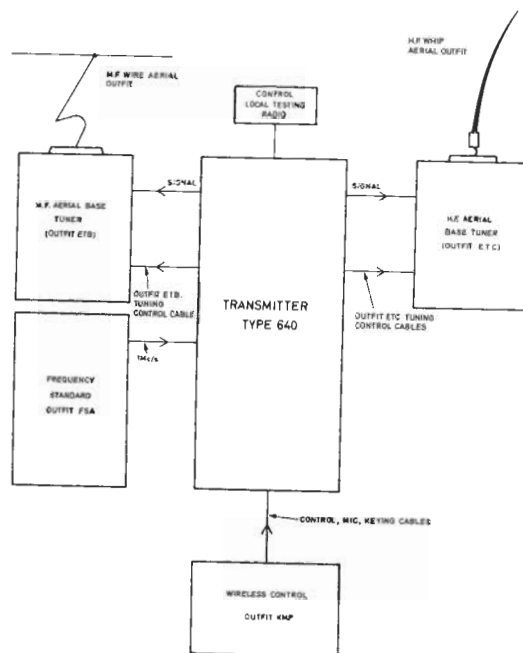 M.F. WIRE AERIAL
OUTFIT
H.F. WHIP
AERIAL OUTFIT
CONTROL
LOCAL TESTING
RADIO
SIGNAL
SIGNAL
M.F. AERIAL BASE
TUNER
(OUTFIT ETB)
H.F. AERIAL
BASE TUNER
(OUTFIT ETC)
OUTFIT ETB.
TUNING
CONTROL CABLE
TRANSMITTER
TYPE 640
OUTFIT ETC TUNING
CONTROL CABLES
1Mc/s
FREQUENCY
STANDARD
OUTFIT FSA
CONTROL, MIC, KEYING CABLES
WIRELESS CONTROL
OUTFIT KMP